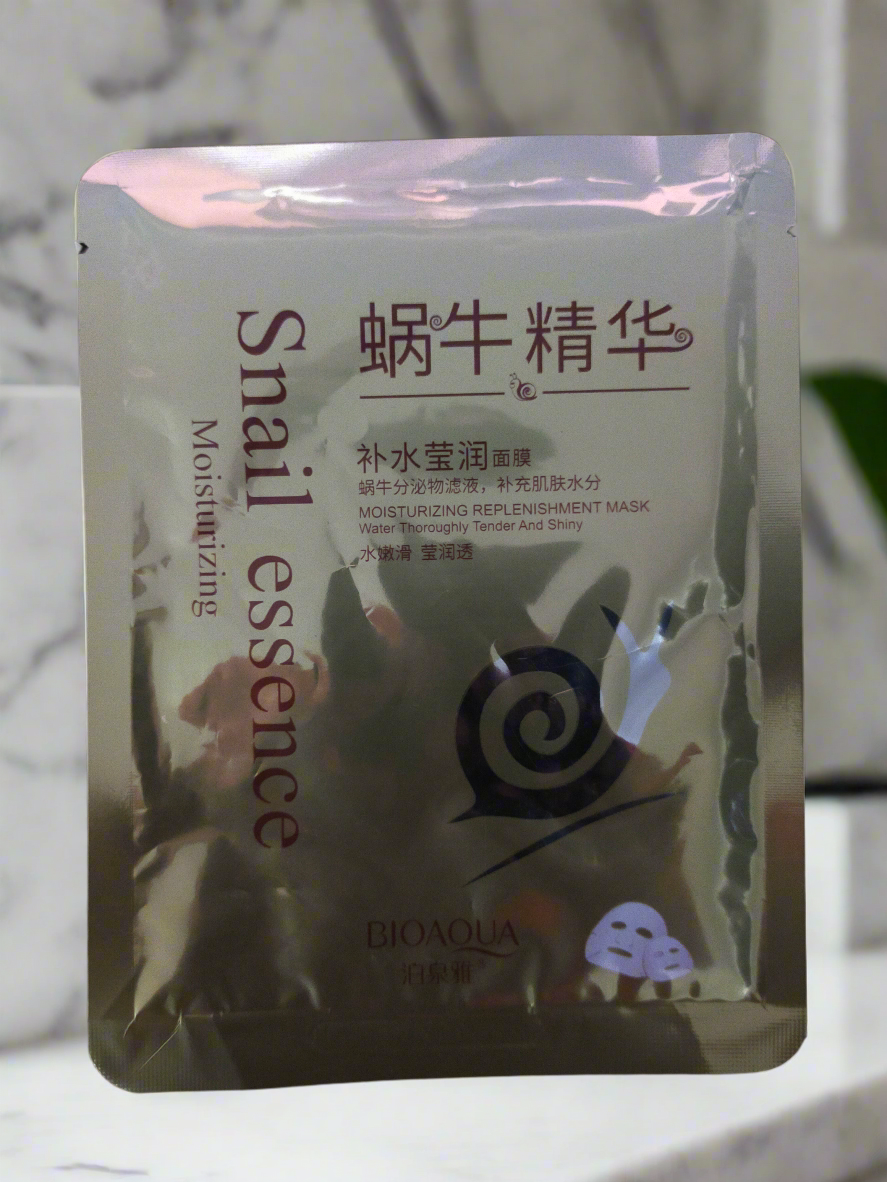 Snail essence
Moisturizing
蜗牛精华
补水莹润面膜
蜗牛分泌物滤液，补充肌肤水分
MOISTURIZING REPLENISHMENT MASK
Water Thoroughly Tender And Shiny
水嫩滑 莹润透
BIOAQUA
泊泉雅®